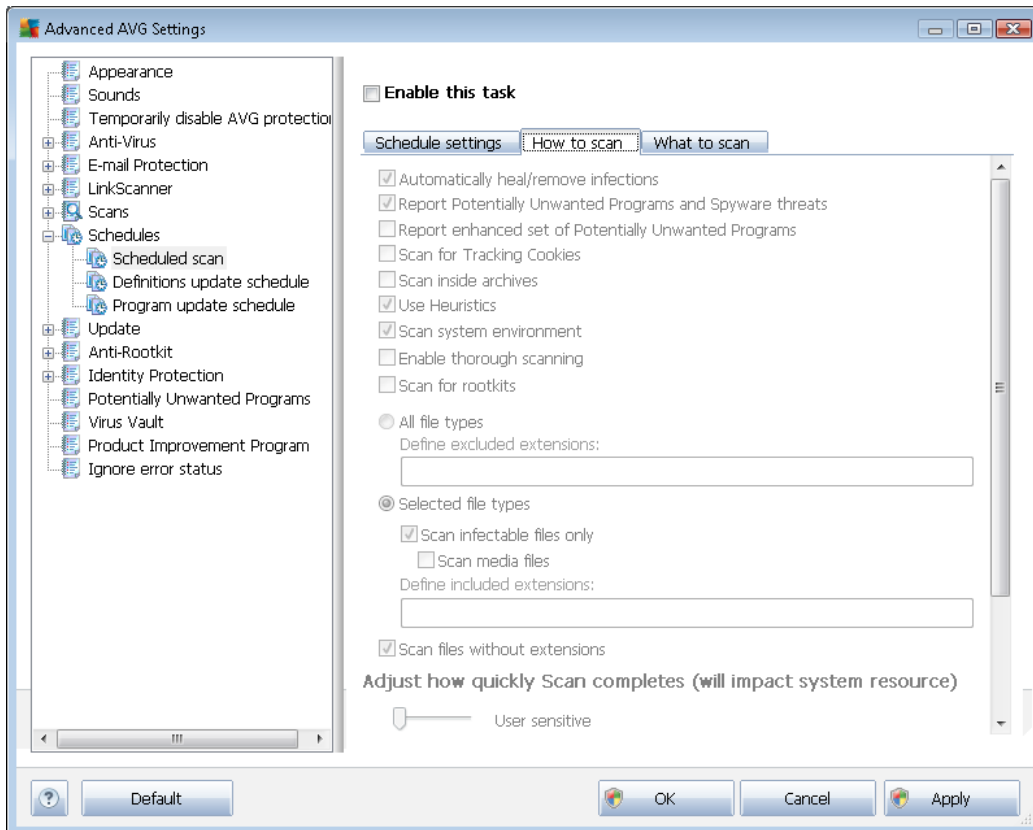 Advanced AVG Settings
Appearance
Sounds
Temporarily disable AVG protection
Anti-Virus
E-mail Protection
LinkScanner
Scans
Schedules
Scheduled scan
Definitions update schedule
Program update schedule
Update
Anti-Rootkit
Identity Protection
Potentially Unwanted Programs
Virus Vault
Product Improvement Program
Ignore error status
Enable this task
Schedule settings
How to scan
What to scan
Automatically heal/remove infections
Report Potentially Unwanted Programs and Spyware threats
Report enhanced set of Potentially Unwanted Programs
Scan for Tracking Cookies
Scan inside archives
Use Heuristics
Scan system environment
Enable thorough scanning
Scan for rootkits
All file types
Define excluded extensions:
Selected file types
Scan infectable files only
Scan media files
Define included extensions:
Scan files without extensions
Adjust how quickly Scan completes (will impact system resource)
User sensitive
?
Default
OK
Cancel
Apply